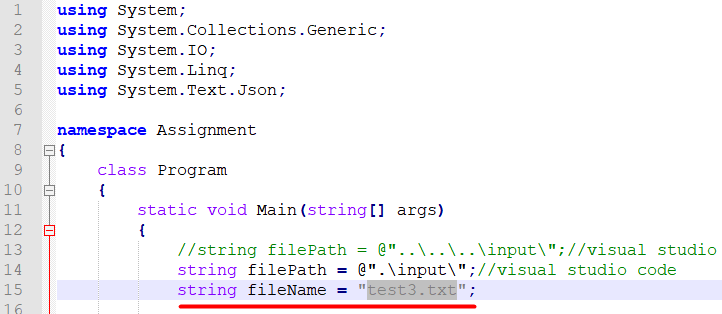 1 using System;
2 using System.Collections.Generic;
3 using System.IO;
4 using System.Linq;
5 using System.Text.Json;
6
7 namespace Assignment
8 {
9 class Program
10 {
11 static void Main(string[] args)
12 {
13 //string filePath = @"..\..\..\input\";//visual studio
14 string filePath = @".\input\";//visual studio code
15 string fileName = "test3.txt";
16